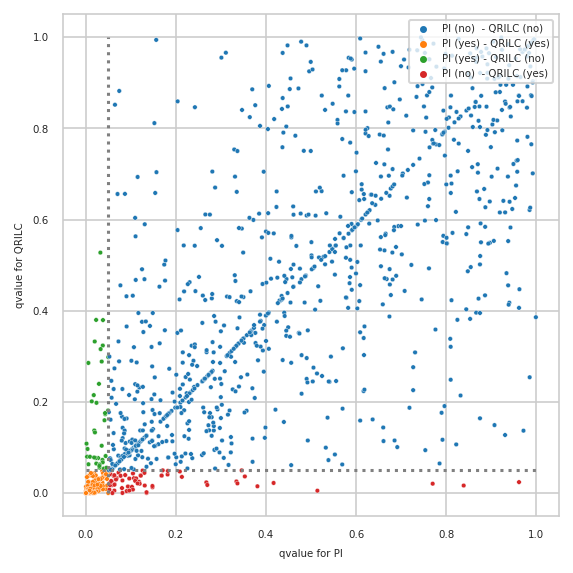 PI (no)  - QRILC (no)
PI (yes) - QRILC (yes)
PI (yes) - QRILC (no)
PI (no)  - QRILC (yes)
1.0
0.8
0.6
0.4
0.2
0.0
qvalue for QRILC
0.0 0.2 0.4 0.6 0.8 1.0
qvalue for PI